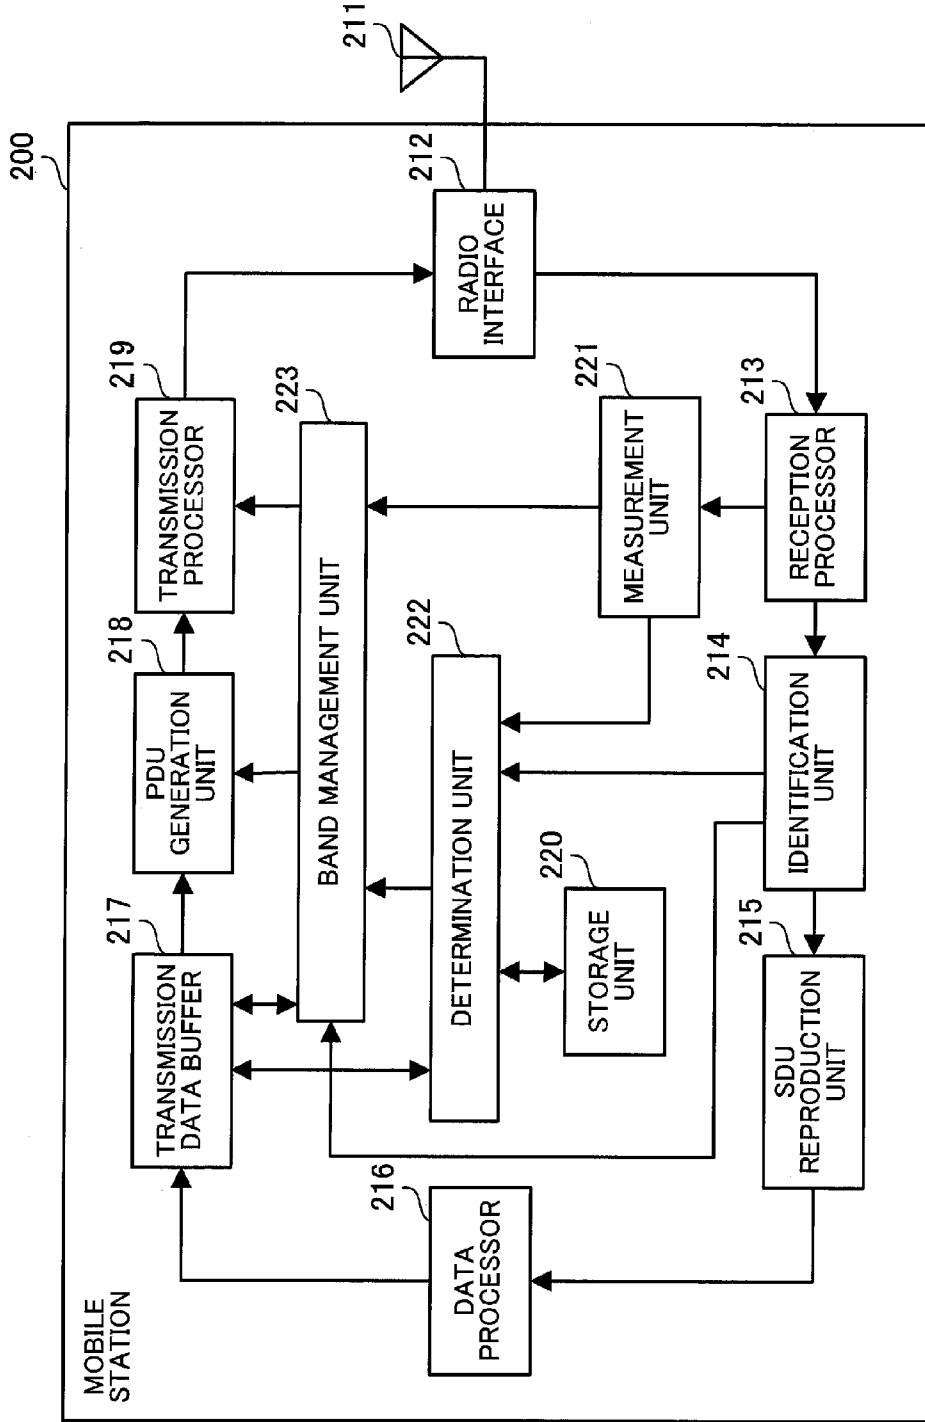 200
MOBILE
STATION
211
212
RADIO
INTERFACE
219
TRANSMISSION
PROCESSOR
218
PDU
GENERATION
UNIT
217
TRANSMISSION
DATA BUFFER
223
BAND MANAGEMENT UNIT
222
DETERMINATION UNIT
221
MEASUREMENT
UNIT
220
STORAGE
UNIT
216
DATA
PROCESSOR
215
SDU
REPRODUCTION
UNIT
214
IDENTIFICATION
UNIT
213
RECEPTION
PROCESSOR